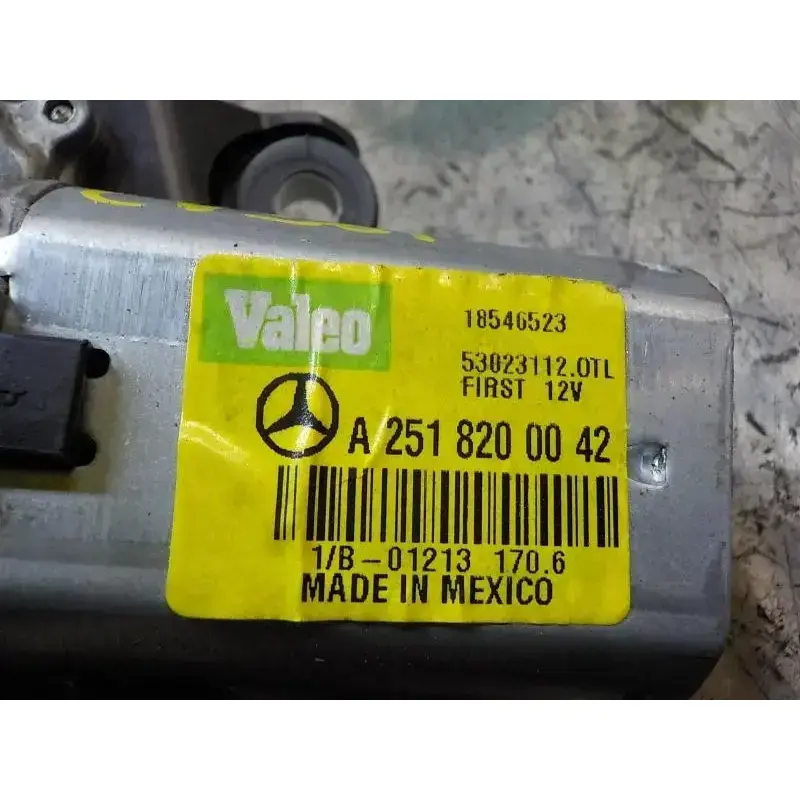 Valeo
18546523
53023112.0TL
FIRST 12V
A 251 820 00 42
1/B-01213 170.6
MADE IN MEXICO